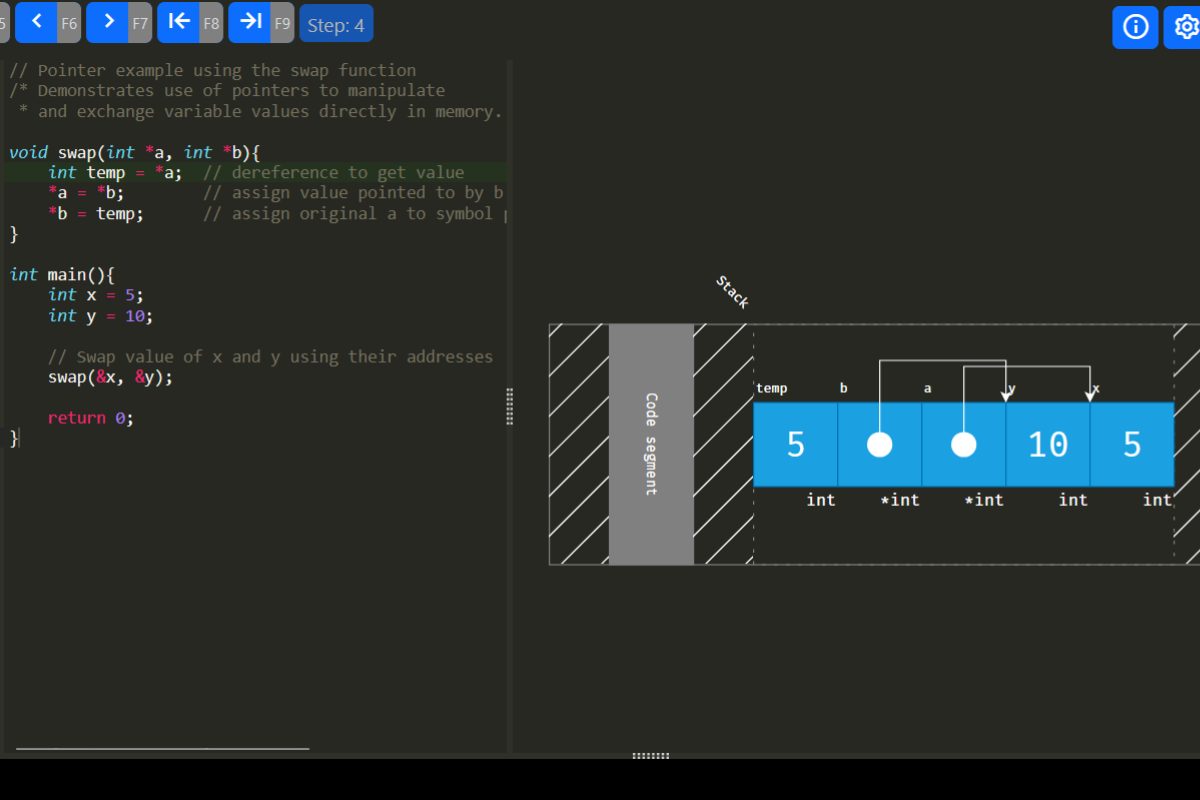 F6 F7 F8 F9 Step: 4
// Pointer example using the swap function
/* Demonstrates use of pointers to manipulate
 * and exchange variable values directly in memory.
void swap(int *a, int *b){
    int temp = *a;  // dereference to get value
    *a = *b;        // assign value pointed to by b
    *b = temp;      // assign original a to symbol
}
int main(){
    int x = 5;
    int y = 10;
    // Swap value of x and y using their addresses
    swap(&x, &y);
    return 0;
}
Stack
Code segment
temp b a y x
5 10 5
int *int *int int int